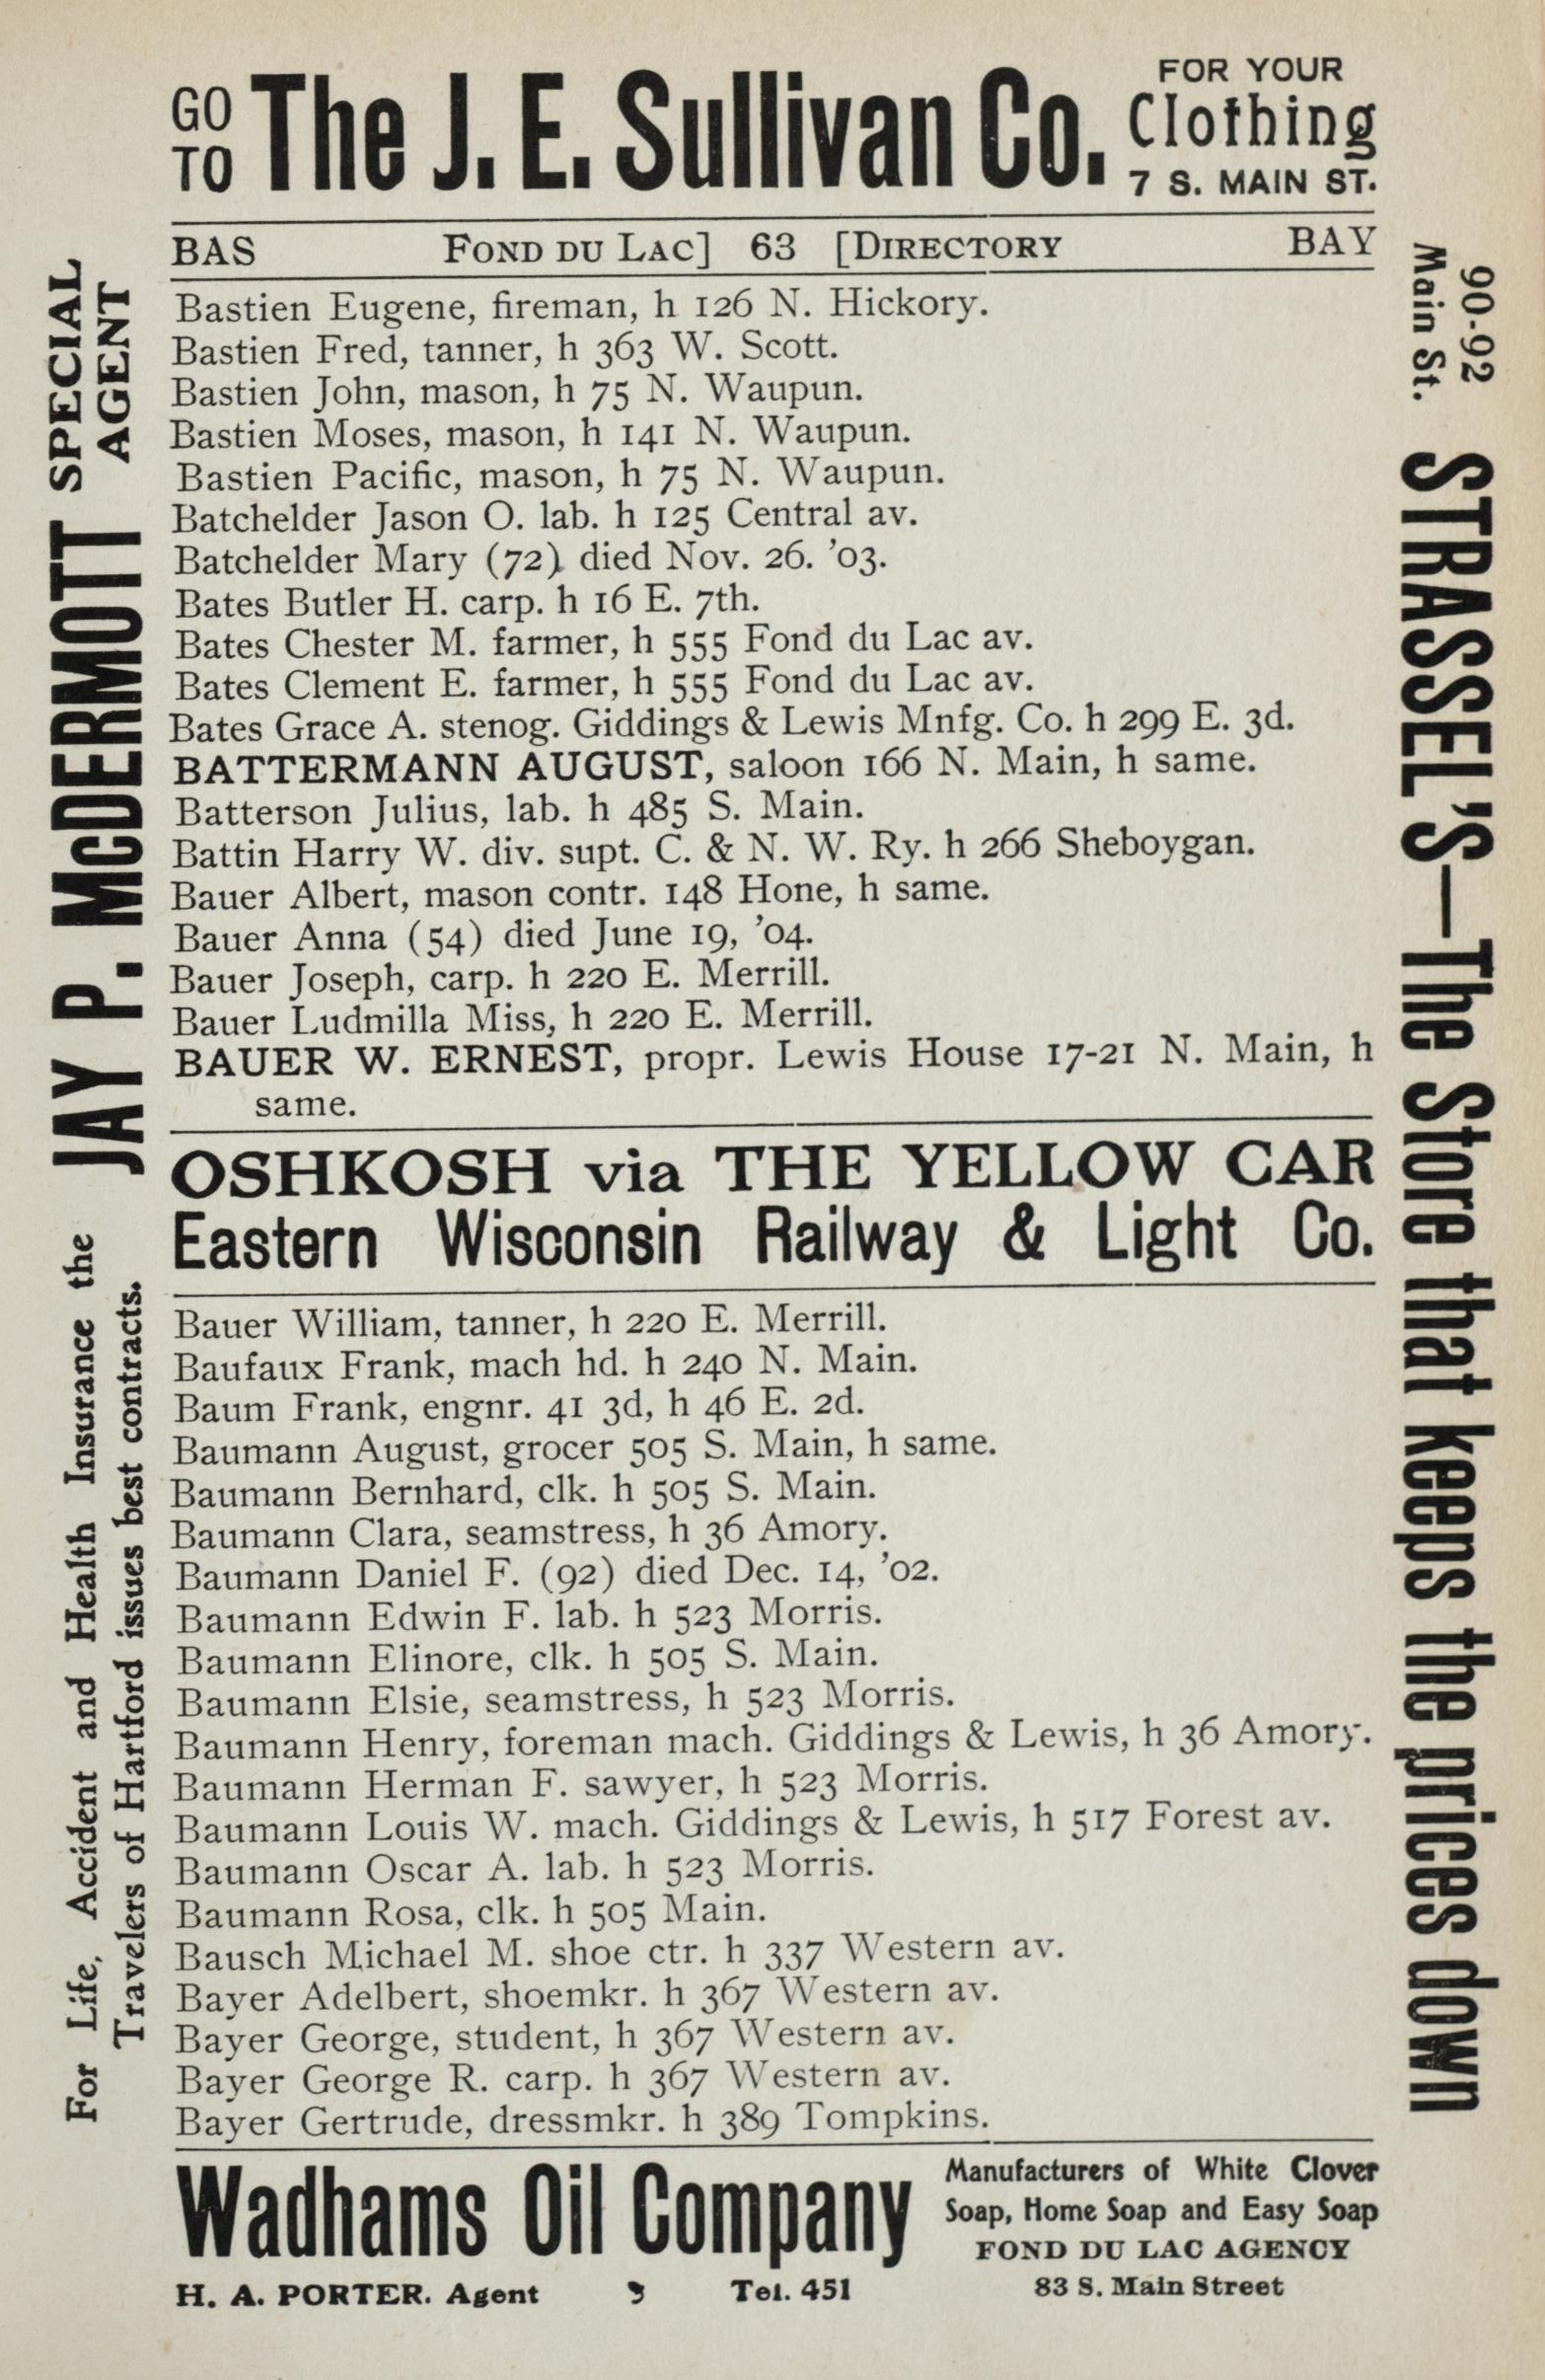 GO TO The J. E. Sullivan Co. FOR YOUR Clothing 7 S. MAIN ST.
BAS FOND DU LAC] 63 [DIRECTORY BAY
Bastien Eugene, fireman, h 126 N. Hickory.
Bastien Fred, tanner, h 363 W. Scott.
Bastien John, mason, h 75 N. Waupun.
Bastien Moses, mason, h 141 N. Waupun.
Bastien Pacific, mason, h 75 N. Waupun.
Batchelder Jason O. lab. h 125 Central av.
Batchelder Mary (72) died Nov. 26. '03.
Bates Butler H. carp. h 16 E. 7th.
Bates Chester M. farmer, h 555 Fond du Lac av.
Bates Clement E. farmer, h 555 Fond du Lac av.
Bates Grace A. stenog. Giddings & Lewis Mnfg. Co. h 299 E. 3d.
BATTERMANN AUGUST, saloon 166 N. Main, h same.
Batterson Julius, lab. h 485 S. Main.
Battin Harry W. div. supt. C. & N. W. Ry. h 266 Sheboygan.
Bauer Albert, mason contr. 148 Hone, h same.
Bauer Anna (54) died June 19, '04.
Bauer Joseph, carp. h 220 E. Merrill.
Bauer Ludmilla Miss, h 220 E. Merrill.
BAUER W. ERNEST, propr. Lewis House 17-21 N. Main, h
same.
OSHKOSH via THE YELLOW CAR
Eastern Wisconsin Railway & Light Co.
Bauer William, tanner, h 220 E. Merrill.
Baufaux Frank, mach hd. h 240 N. Main.
Baum Frank, engnr. 41 3d, h 46 E. 2d.
Baumann August, grocer 505 S. Main, h same.
Baumann Bernhard, clk. h 505 S. Main.
Baumann Clara, seamstress, h 36 Amory.
Baumann Daniel F. (92) died Dec. 14, '02.
Baumann Edwin F. lab. h 523 Morris.
Baumann Elinore, clk. h 505 S. Main.
Baumann Elsie, seamstress, h 523 Morris.
Baumann Henry, foreman mach. Giddings & Lewis, h 36 Amory.
Baumann Herman F. sawyer, h 523 Morris.
Baumann Louis W. mach. Giddings & Lewis, h 517 Forest av.
Baumann Oscar A. lab. h 523 Morris.
Baumann Rosa, clk. h 505 Main.
Bausch Michael M. shoe ctr. h 337 Western av.
Bayer Adelbert, shoemkr. h 367 Western av.
Bayer George, student, h 367 Western av.
Bayer George R. carp. h 367 Western av.
Bayer Gertrude, dressmkr. h 389 Tompkins.
Wadhams Oil Company
H. A. PORTER. Agent , Tel. 451
Manufacturers of White Clover
Soap, Home Soap and Easy Soap
FOND DU LAC AGENCY
83 S. Main Street
For Life, Accident and Health Insurance the
Travelers of Hartford issues best contracts.
JAY P. McDERMOTT SPECIAL AGENT
90-92 Main St. STRASSEL'S—The Store that keeps the prices down